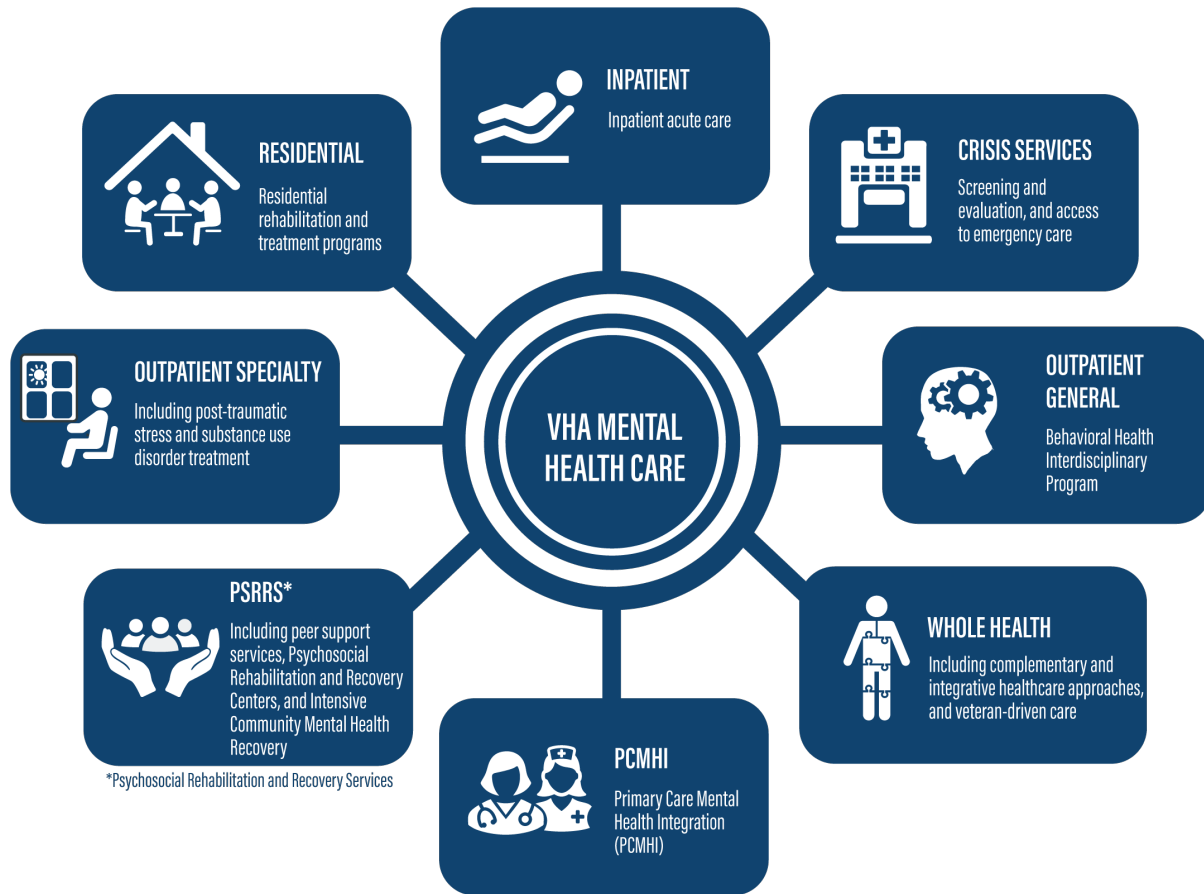 INPATIENT
Inpatient acute care
RESIDENTIAL
Residential
rehabilitation and
treatment programs
CRISIS SERVICES
Screening and
evaluation, and access
to emergency care
OUTPATIENT SPECIALTY
Including post-traumatic
stress and substance use
disorder treatment
VHA MENTAL
HEALTH CARE
OUTPATIENT
GENERAL
Behavioral Health
Interdisciplinary
Program
PSRRS*
Including peer support
services, Psychosocial
Rehabilitation and Recovery
Centers, and Intensive
Community Mental Health
Recovery
*Psychosocial Rehabilitation and Recovery Services
WHOLE HEALTH
Including complementary and
integrative healthcare approaches,
and veteran-driven care
PCMHI
Primary Care Mental
Health Integration
(PCMHI)